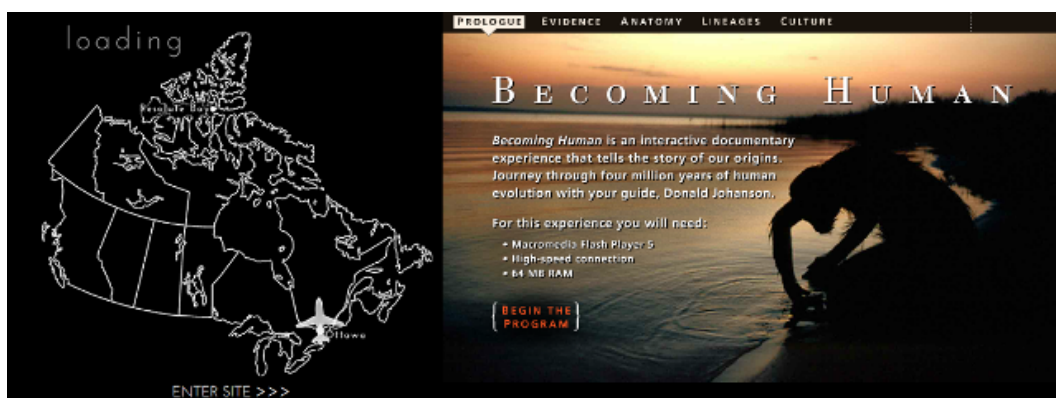 loading
Resolute Bay
Ottawa
ENTER SITE >>>
PROLOGUE EVIDENCE ANATOMY LINEAGES CULTURE
BECOMING HUMAN
Becoming Human is an interactive documentary
experience that tells the story of our origins.
Journey through four million years of human
evolution with your guide, Donald Johanson.
For this experience you will need:
• Macromedia Flash Player 5
• High-speed connection
• 64 MB RAM
BEGIN THE
PROGRAM